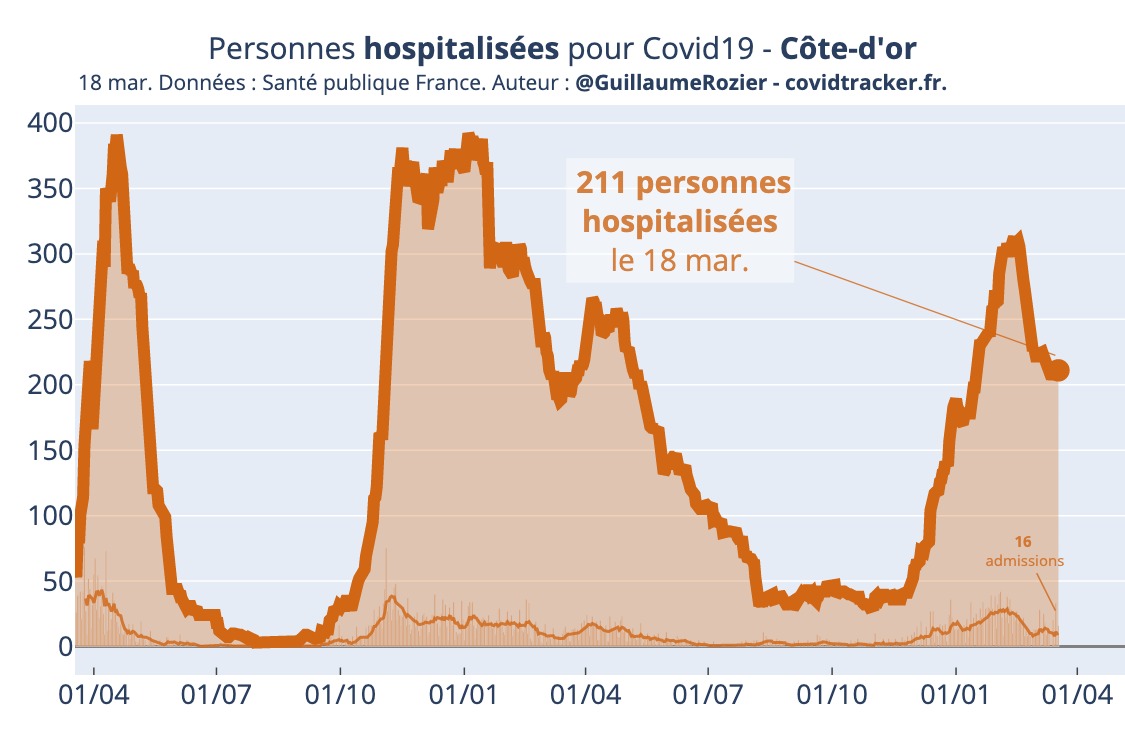 Personnes hospitalisées pour Covid19 - Côte-d'or
18 mar. Données : Santé publique France. Auteur : @GuillaumeRozier - covidtracker.fr.
400
350
300
250
200
150
100
50
0
211 personnes
hospitalisées
le 18 mar.
16
admissions
01/04 01/07 01/10 01/01 01/04 01/07 01/10 01/01 01/04